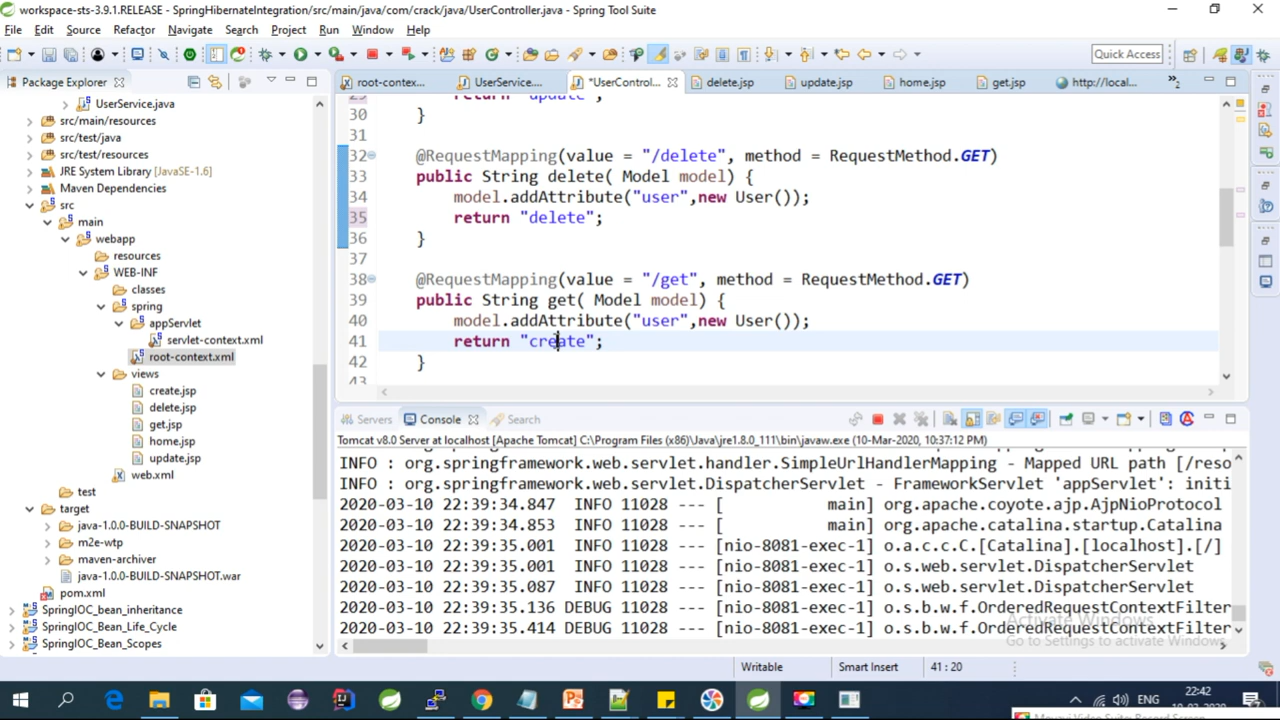 workspace-sts-3.9.1.RELEASE - SpringHibernateIntegration/src/main/java/com/crack/java/UserController.java - Spring Tool Suite
File Edit Source Refactor Navigate Search Project Run Window Help
Quick Access
Package Explorer
UserService.java
src/main/resources
src/test/java
src/test/resources
JRE System Library [JavaSE-1.6]
Maven Dependencies
src
main
webapp
resources
WEB-INF
classes
spring
appServlet
servlet-context.xml
root-context.xml
views
create.jsp
delete.jsp
get.jsp
home.jsp
update.jsp
web.xml
test
target
java-1.0.0-BUILD-SNAPSHOT
m2e-wtp
maven-archiver
java-1.0.0-BUILD-SNAPSHOT.war
pom.xml
SpringIOC_bean_inheritance
SpringIOC_Bean_Life_Cycle
SpringIOC_Bean_Scopes
root-context... UserService.... *UserControl... delete.jsp update.jsp home.jsp get.jsp http://local... »2
29 return "update";
30 }
31
32 @RequestMapping(value = "/delete", method = RequestMethod.GET)
33 public String delete( Model model) {
34 model.addAttribute("user",new User());
35 return "delete";
36 }
37
38 @RequestMapping(value = "/get", method = RequestMethod.GET)
39 public String get( Model model) {
40 model.addAttribute("user",new User());
41 return "create";
42 }
43
Servers Console Search
Tomcat v8.0 Server at localhost [Apache Tomcat] C:\Program Files (x86)\Java\jre1.8.0_111\bin\javaw.exe (10-Mar-2020, 10:37:12 PM)
INFO : org.springframework.web.servlet.handler.SimpleUrlHandlerMapping - Mapped URL path [/reso
INFO : org.springframework.web.servlet.DispatcherServlet - FrameworkServlet 'appServlet': initi
2020-03-10 22:39:34.847 INFO 11028 --- [ main] org.apache.coyote.ajp.AjpNioProtocol
2020-03-10 22:39:34.853 INFO 11028 --- [ main] org.apache.catalina.startup.Catalina
2020-03-10 22:39:35.001 INFO 11028 --- [nio-8081-exec-1] o.a.c.c.C.[Catalina].[localhost].[/]
2020-03-10 22:39:35.001 INFO 11028 --- [nio-8081-exec-1] o.s.web.servlet.DispatcherServlet
2020-03-10 22:39:35.087 INFO 11028 --- [nio-8081-exec-1] o.s.web.servlet.DispatcherServlet
2020-03-10 22:39:35.136 DEBUG 11028 --- [nio-8081-exec-1] o.s.b.w.f.OrderedRequestContextFilter
2020-03-10 22:39:35.414 DEBUG 11028 --- [nio-8081-exec-1] o.s.b.w.f.OrderedRequestContextFilter
Activate Windows
Go to Settings to activate Windows.
Writable Smart Insert 41 : 20
ENG
22:42